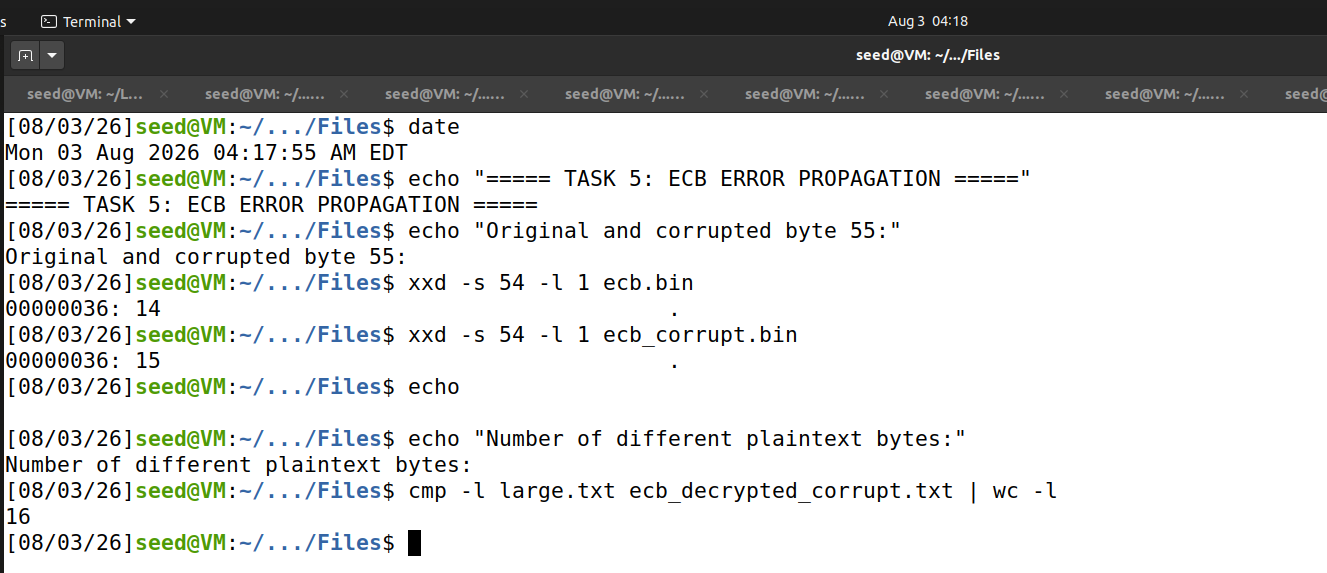 s Terminal Aug 3 04:18
seed@VM: ~/.../Files
seed@VM: ~/L... × seed@VM: ~/...... × seed@VM: ~/...... × seed@VM: ~/...... × seed@VM: ~/...... × seed@VM: ~/...... × seed@VM: ~/...... × seed@
[08/03/26]seed@VM:~/.../Files$ date
Mon 03 Aug 2026 04:17:55 AM EDT
[08/03/26]seed@VM:~/.../Files$ echo "===== TASK 5: ECB ERROR PROPAGATION ====="
===== TASK 5: ECB ERROR PROPAGATION =====
[08/03/26]seed@VM:~/.../Files$ echo "Original and corrupted byte 55:"
Original and corrupted byte 55:
[08/03/26]seed@VM:~/.../Files$ xxd -s 54 -l 1 ecb.bin
00000036: 14 .
[08/03/26]seed@VM:~/.../Files$ xxd -s 54 -l 1 ecb_corrupt.bin
00000036: 15 .
[08/03/26]seed@VM:~/.../Files$ echo
[08/03/26]seed@VM:~/.../Files$ echo "Number of different plaintext bytes:"
Number of different plaintext bytes:
[08/03/26]seed@VM:~/.../Files$ cmp -l large.txt ecb_decrypted_corrupt.txt | wc -l
16
[08/03/26]seed@VM:~/.../Files$